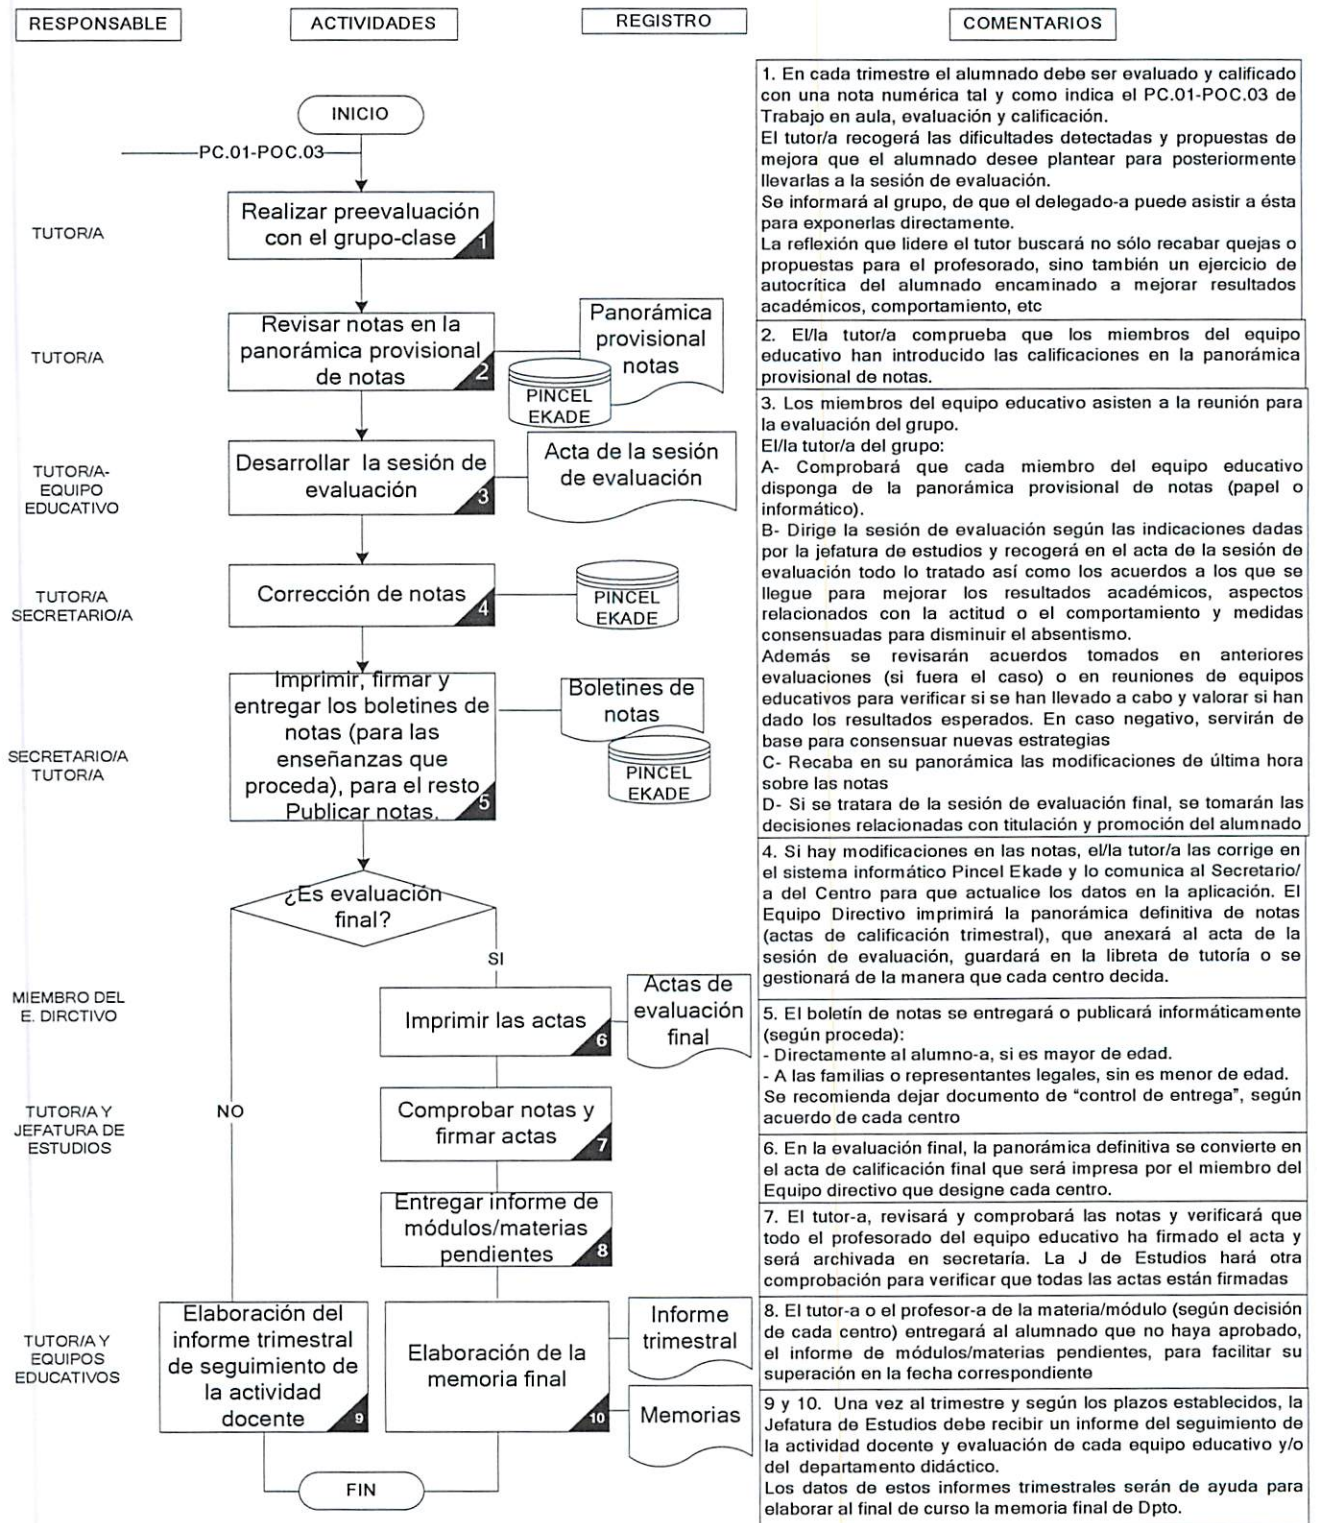 RESPONSABLE
ACTIVIDADES
REGISTRO
COMENTARIOS
INICIO
PC.01-POC.03
TUTOR/A
Realizar preevaluación
con el grupo-clase
1
TUTOR/A
Revisar notas en la
panorámica provisional
de notas
2
Panorámica
provisional
notas
PINCEL
EKADE
TUTOR/A-
EQUIPO
EDUCATIVO
Desarrollar la sesión de
evaluación
3
Acta de la sesión
de evaluación
TUTOR/A
SECRETARIO/A
Corrección de notas
4
PINCEL
EKADE
SECRETARIO/A
TUTOR/A
Imprimir, firmar y
entregar los boletines de
notas (para las
enseñanzas que
proceda), para el resto
Publicar notas.
5
Boletines de
notas
PINCEL
EKADE
¿Es evaluación
final?
SI
NO
MIEMBRO DEL
E. DIRCTIVO
Imprimir las actas
6
Actas de
evaluación
final
TUTOR/A Y
JEFATURA DE
ESTUDIOS
Comprobar notas y
firmar actas
7
Entregar informe de
módulos/materias
pendientes
8
TUTOR/A Y
EQUIPOS
EDUCATIVOS
Elaboración del
informe trimestral
de seguimiento de
la actividad
docente
9
Elaboración de la
memoria final
10
Informe
trimestral
Memorias
FIN
1. En cada trimestre el alumnado debe ser evaluado y calificado
con una nota numérica tal y como indica el PC.01-POC.03 de
Trabajo en aula, evaluación y calificación.
El tutor/a recogerá las dificultades detectadas y propuestas de
mejora que el alumnado desee plantear para posteriormente
llevarlas a la sesión de evaluación.
Se informará al grupo, de que el delegado-a puede asistir a ésta
para exponerlas directamente.
La reflexión que lidere el tutor buscará no sólo recabar quejas o
propuestas para el profesorado, sino también un ejercicio de
autocrítica del alumnado encaminado a mejorar resultados
académicos, comportamiento, etc
2. El/la tutor/a comprueba que los miembros del equipo
educativo han introducido las calificaciones en la panorámica
provisional de notas.
3. Los miembros del equipo educativo asisten a la reunión para
la evaluación del grupo.
El/la tutor/a del grupo:
A- Comprobará que cada miembro del equipo educativo
disponga de la panorámica provisional de notas (papel o
informático).
B- Dirige la sesión de evaluación según las indicaciones dadas
por la jefatura de estudios y recogerá en el acta de la sesión de
evaluación todo lo tratado así como los acuerdos a los que se
llegue para mejorar los resultados académicos, aspectos
relacionados con la actitud o el comportamiento y medidas
consensuadas para disminuir el absentismo.
Además se revisarán acuerdos tomados en anteriores
evaluaciones (si fuera el caso) o en reuniones de equipos
educativos para verificar si se han llevado a cabo y valorar si han
dado los resultados esperados. En caso negativo, servirán de
base para consensuar nuevas estrategias
C- Recaba en su panorámica las modificaciones de última hora
sobre las notas
D- Si se tratara de la sesión de evaluación final, se tomarán las
decisiones relacionadas con titulación y promoción del alumnado
4. Si hay modificaciones en las notas, el/la tutor/a las corrige en
el sistema informático Pincel Ekade y lo comunica al Secretario/
a del Centro para que actualice los datos en la aplicación. El
Equipo Directivo imprimirá la panorámica definitiva de notas
(actas de calificación trimestral), que anexará al acta de la
sesión de evaluación, guardará en la libreta de tutoría o se
gestionará de la manera que cada centro decida.
5. El boletín de notas se entregará o publicará informáticamente
(según proceda):
- Directamente al alumno-a, si es mayor de edad.
- A las familias o representantes legales, sin es menor de edad.
Se recomienda dejar documento de “control de entrega”, según
acuerdo de cada centro
6. En la evaluación final, la panorámica definitiva se convierte en
el acta de calificación final que será impresa por el miembro del
Equipo directivo que designe cada centro.
7. El tutor-a, revisará y comprobará las notas y verificará que
todo el profesorado del equipo educativo ha firmado el acta y
será archivada en secretaría. La J de Estudios hará otra
comprobación para verificar que todas las actas están firmadas
8. El tutor-a o el profesor-a de la materia/módulo (según decisión
de cada centro) entregará al alumnado que no haya aprobado,
el informe de módulos/materias pendientes, para facilitar su
superación en la fecha correspondiente
9 y 10. Una vez al trimestre y según los plazos establecidos, la
Jefatura de Estudios debe recibir un informe del seguimiento de
la actividad docente y evaluación de cada equipo educativo y/o
del departamento didáctico.
Los datos de estos informes trimestrales serán de ayuda para
elaborar al final de curso la memoria final de Dpto.